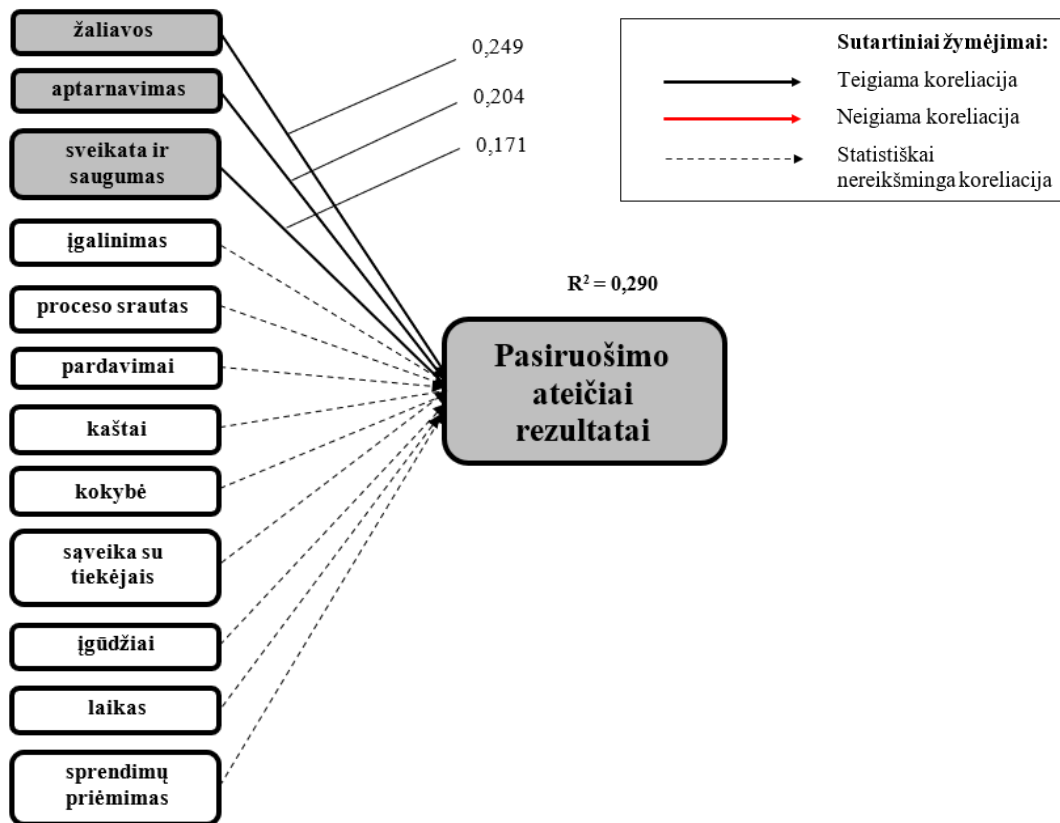 žaliavos
aptarnavimas
sveikata ir
saugumas
įgalinimas
proceso srautas
pardavimai
kaštai
kokybė
sąveika su
tiekėjais
įgūdžiai
laikas
sprendimų
priėmimas
0,249
0,204
0,171
R² = 0,290
Pasiruošimo
ateičiai
rezultatai
Sutartiniai žymėjimai:
Teigiama koreliacija
Neigiama koreliacija
Statistiškai
nereikšminga koreliacija